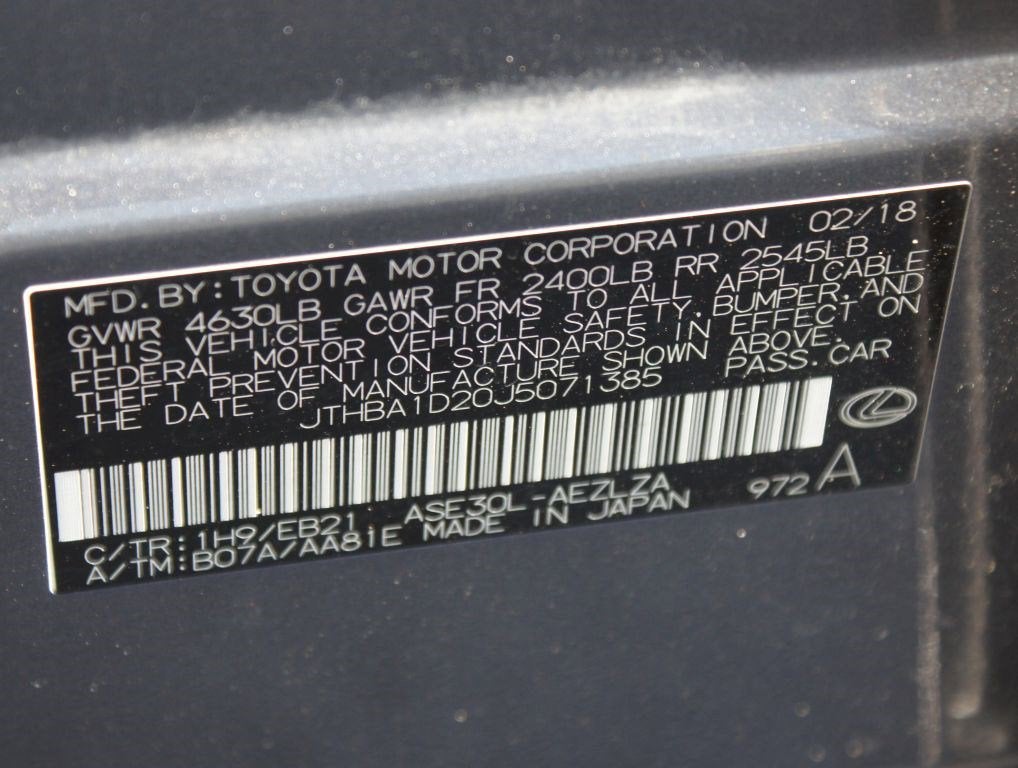 MFD. BY: TOYOTA MOTOR CORPORATION 02/18
GVWR 4630LB GAWR FR 2400LB RR 2545LB
THIS VEHICLE CONFORMS TO ALL APPLICABLE
FEDERAL MOTOR VEHICLE SAFETY, BUMPER, AND
THEFT PREVENTION STANDARDS IN EFFECT ON
THE DATE OF MANUFACTURE SHOWN ABOVE.
JTHBA1D20J5071385 PASS. CAR
C/TR: 1H9/EB21 ASE30L-AEZLZA 972 A
A/TM: B07A/AA81E MADE IN JAPAN